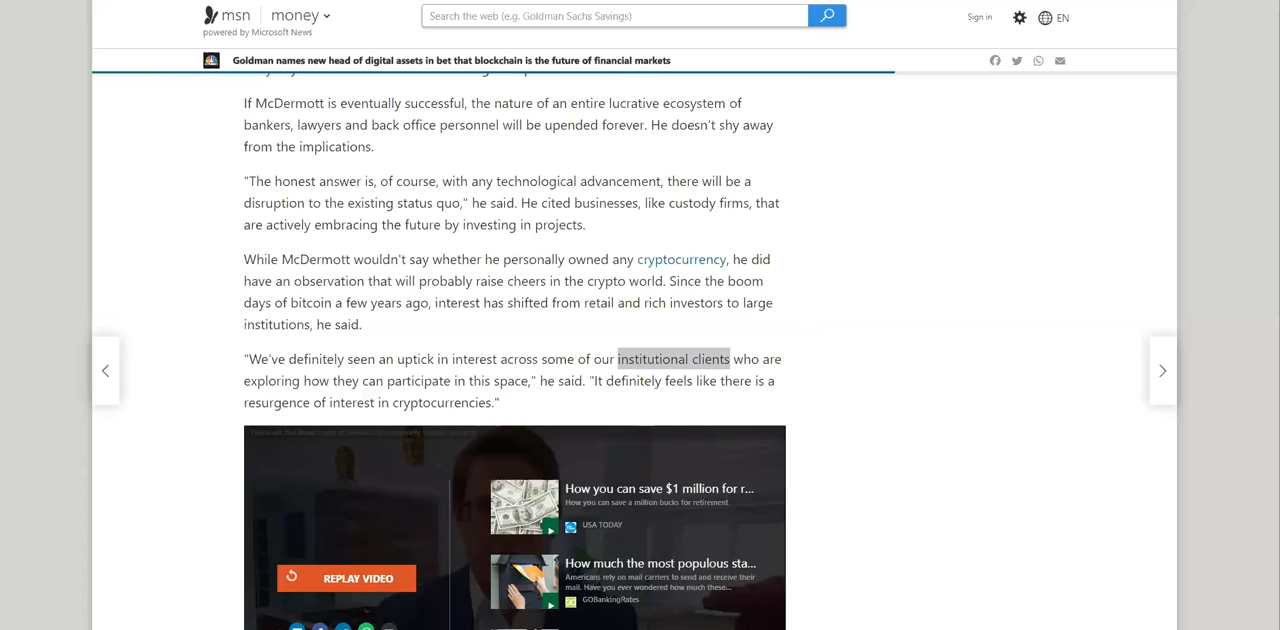 msn money
powered by Microsoft News
Search the web (e.g. Goldman Sachs Savings)
Sign in
EN
Goldman names new head of digital assets in bet that blockchain is the future of financial markets
If McDermott is eventually successful, the nature of an entire lucrative ecosystem of
bankers, lawyers and back office personnel will be upended forever. He doesn't shy away
from the implications.
"The honest answer is, of course, with any technological advancement, there will be a
disruption to the existing status quo," he said. He cited businesses, like custody firms, that
are actively embracing the future by investing in projects.
While McDermott wouldn't say whether he personally owned any cryptocurrency, he did
have an observation that will probably raise cheers in the crypto world. Since the boom
days of bitcoin a few years ago, interest has shifted from retail and rich investors to large
institutions, he said.
"We've definitely seen an uptick in interest across some of our institutional clients who are
exploring how they can participate in this space," he said. "It definitely feels like there is a
resurgence of interest in cryptocurrencies."
How you can save $1 million for r...
How you can save a million bucks for retirement
USA TODAY
How much the most populous sta...
Americans rely on mail carriers to send and receive their
mail. Have you ever wondered how much these...
GOBankingRates
REPLAY VIDEO